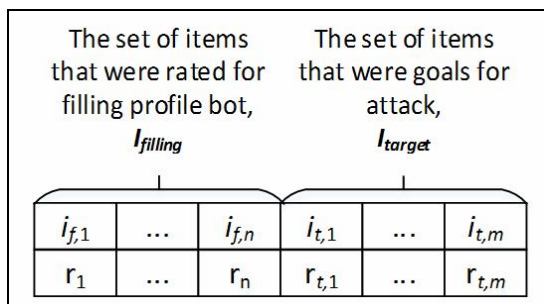 The set of items
that were rated for
filling profile bot,
I_filling
The set of items
that were goals for
attack,
I_target
i_f,1 ... i_f,n i_t,1 ... i_t,m
r_1 ... r_n r_t,1 ... r_t,m